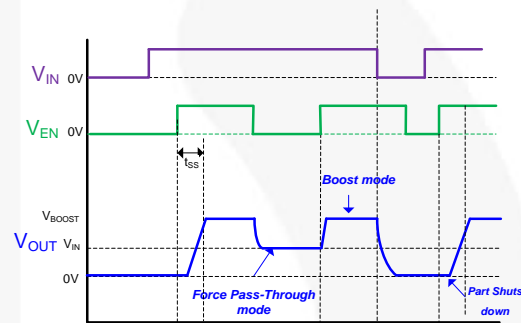 VIN 0V
VEN 0V
tSS
Boost mode
VBOOST
VOUT VIN
0V
Force Pass-Through
mode
Part Shuts
down